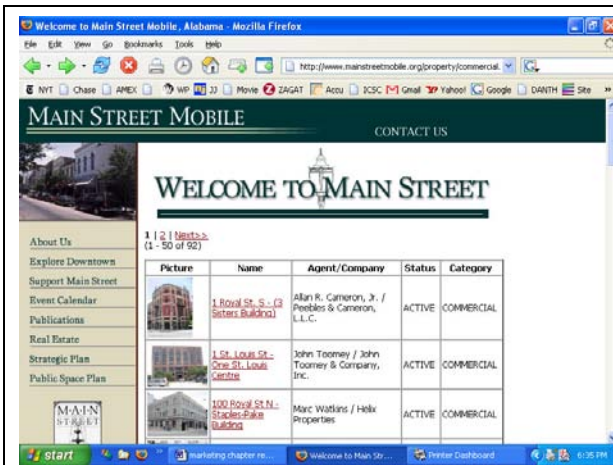 Welcome to Main Street Mobile, Alabama - Mozilla Firefox
File Edit View Go Bookmarks Tools Help
http://www.mainstreetmobile.org/property/commercial.
NYT Chase AMEX WP JJ Movie ZAGAT Accu ICSC Gmail Yahoo! Google DANTH Site »
MAIN STREET MOBILE
CONTACT US
WELCOME TO MAIN STREET
1 | 2 | Next>>
(1 - 50 of 92)
About Us
Explore Downtown
Support Main Street
Event Calendar
Publications
Real Estate
Strategic Plan
Public Space Plan
MAIN
STREET
Picture Name Agent/Company Status Category
1 Royal St. S - (3
Sisters Building)
Allan R. Cameron, Jr. /
Peebles & Cameron,
L.L.C.
ACTIVE COMMERCIAL
1 St. Louis St -
One St. Louis
Centre
John Toomey / John
Toomey & Company,
Inc.
ACTIVE COMMERCIAL
100 Royal St N -
Staples-Pake
Building
Marc Watkins / Helix
Properties
ACTIVE COMMERCIAL
start
marketing chapter re...
Welcome to Main Str...
Printer Dashboard
6:35 PM